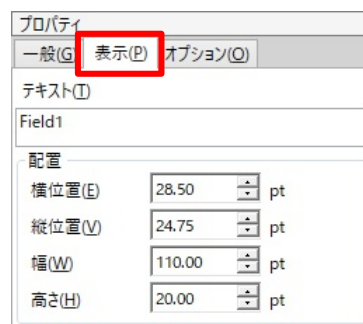 プロパティ
一般(G) 表示(P) オプション(O)
テキスト(T)
Field1
配置
横位置(E) 28.50 pt
縦位置(V) 24.75 pt
幅(W) 110.00 pt
高さ(H) 20.00 pt